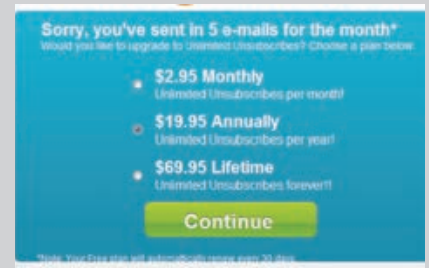 Sorry, you've sent in 5 e-mails for the month*
Would you like to upgrade to Unlimited Unsubscribes? Choose a plan below
$2.95 Monthly
Unlimited Unsubscribes per month!
$19.95 Annually
Unlimited Unsubscribes per year!
$69.95 Lifetime
Unlimited Unsubscribes forever!!
Continue
*Note: Your Free plan will automatically renew every 30 days.